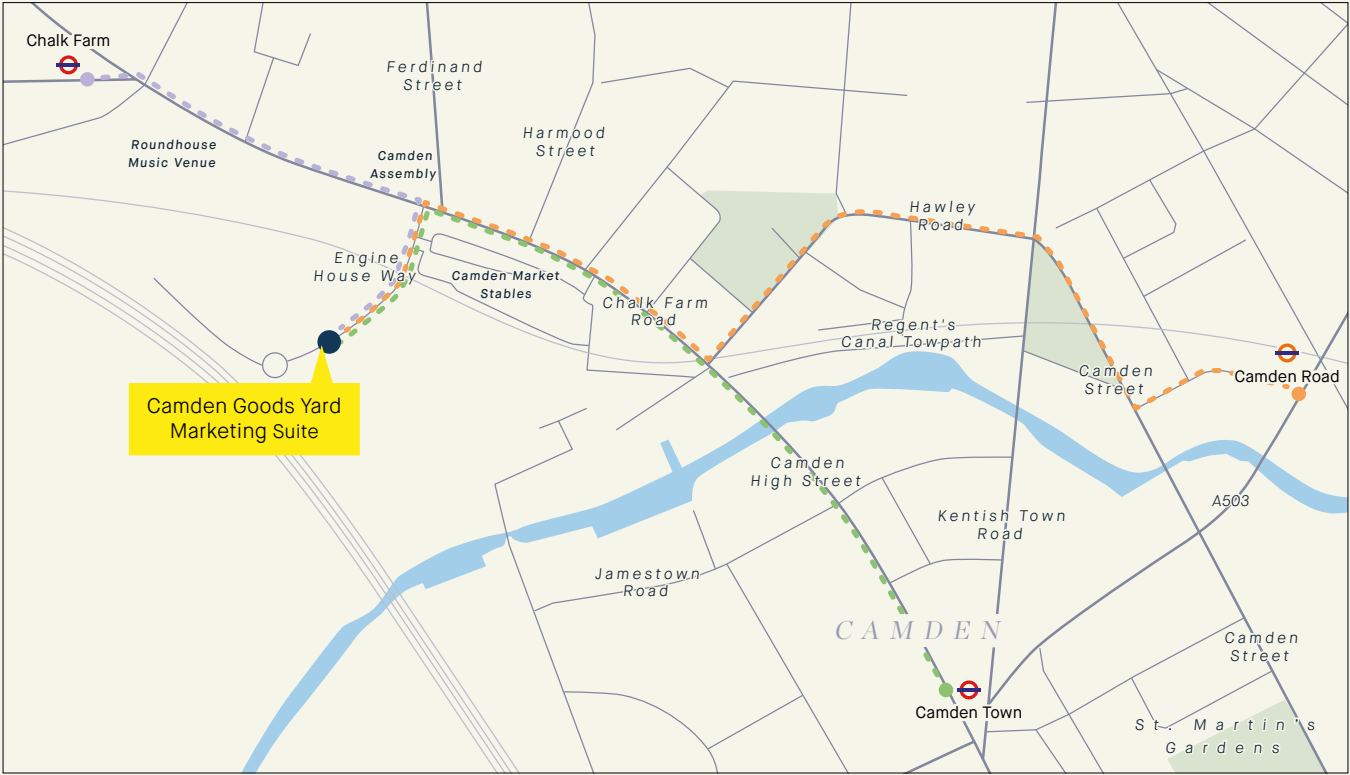 Chalk Farm
Ferdinand
Street
Harmood
Street
Roundhouse
Music Venue
Camden
Assembly
Hawley
Road
Engine
House Way
Camden Market
Stables
Chalk Farm
Road
Regent's
Canal Towpath
Camden
Street
Camden Road
Camden Goods Yard
Marketing Suite
Camden
High Street
A503
Kentish Town
Road
Jamestown
Road
CAMDEN
Camden
Street
Camden Town
St. Martin's
Gardens